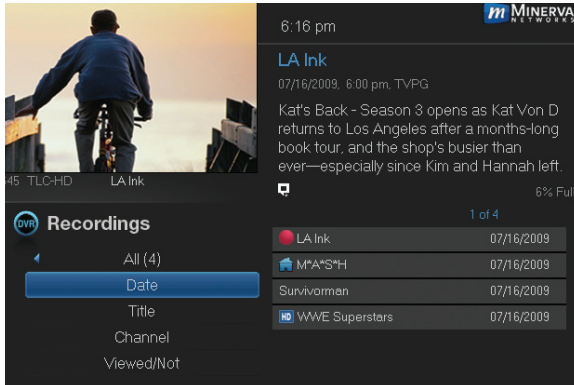 6:16 pm
m MINERVA
NETWORKS
LA Ink
07/16/2009, 6:00 pm, TVPG
Kat's Back - Season 3 opens as Kat Von D
returns to Los Angeles after a months-long
book tour, and the shop's busier than
ever—especially since Kim and Hannah left.
6% Full
645 TLC-HD LA Ink
DVR Recordings
All (4)
Date
Title
Channel
Viewed/Not
1 of 4
LA Ink 07/16/2009
M*A*S*H 07/16/2009
Survivorman 07/16/2009
HD WWE Superstars 07/16/2009